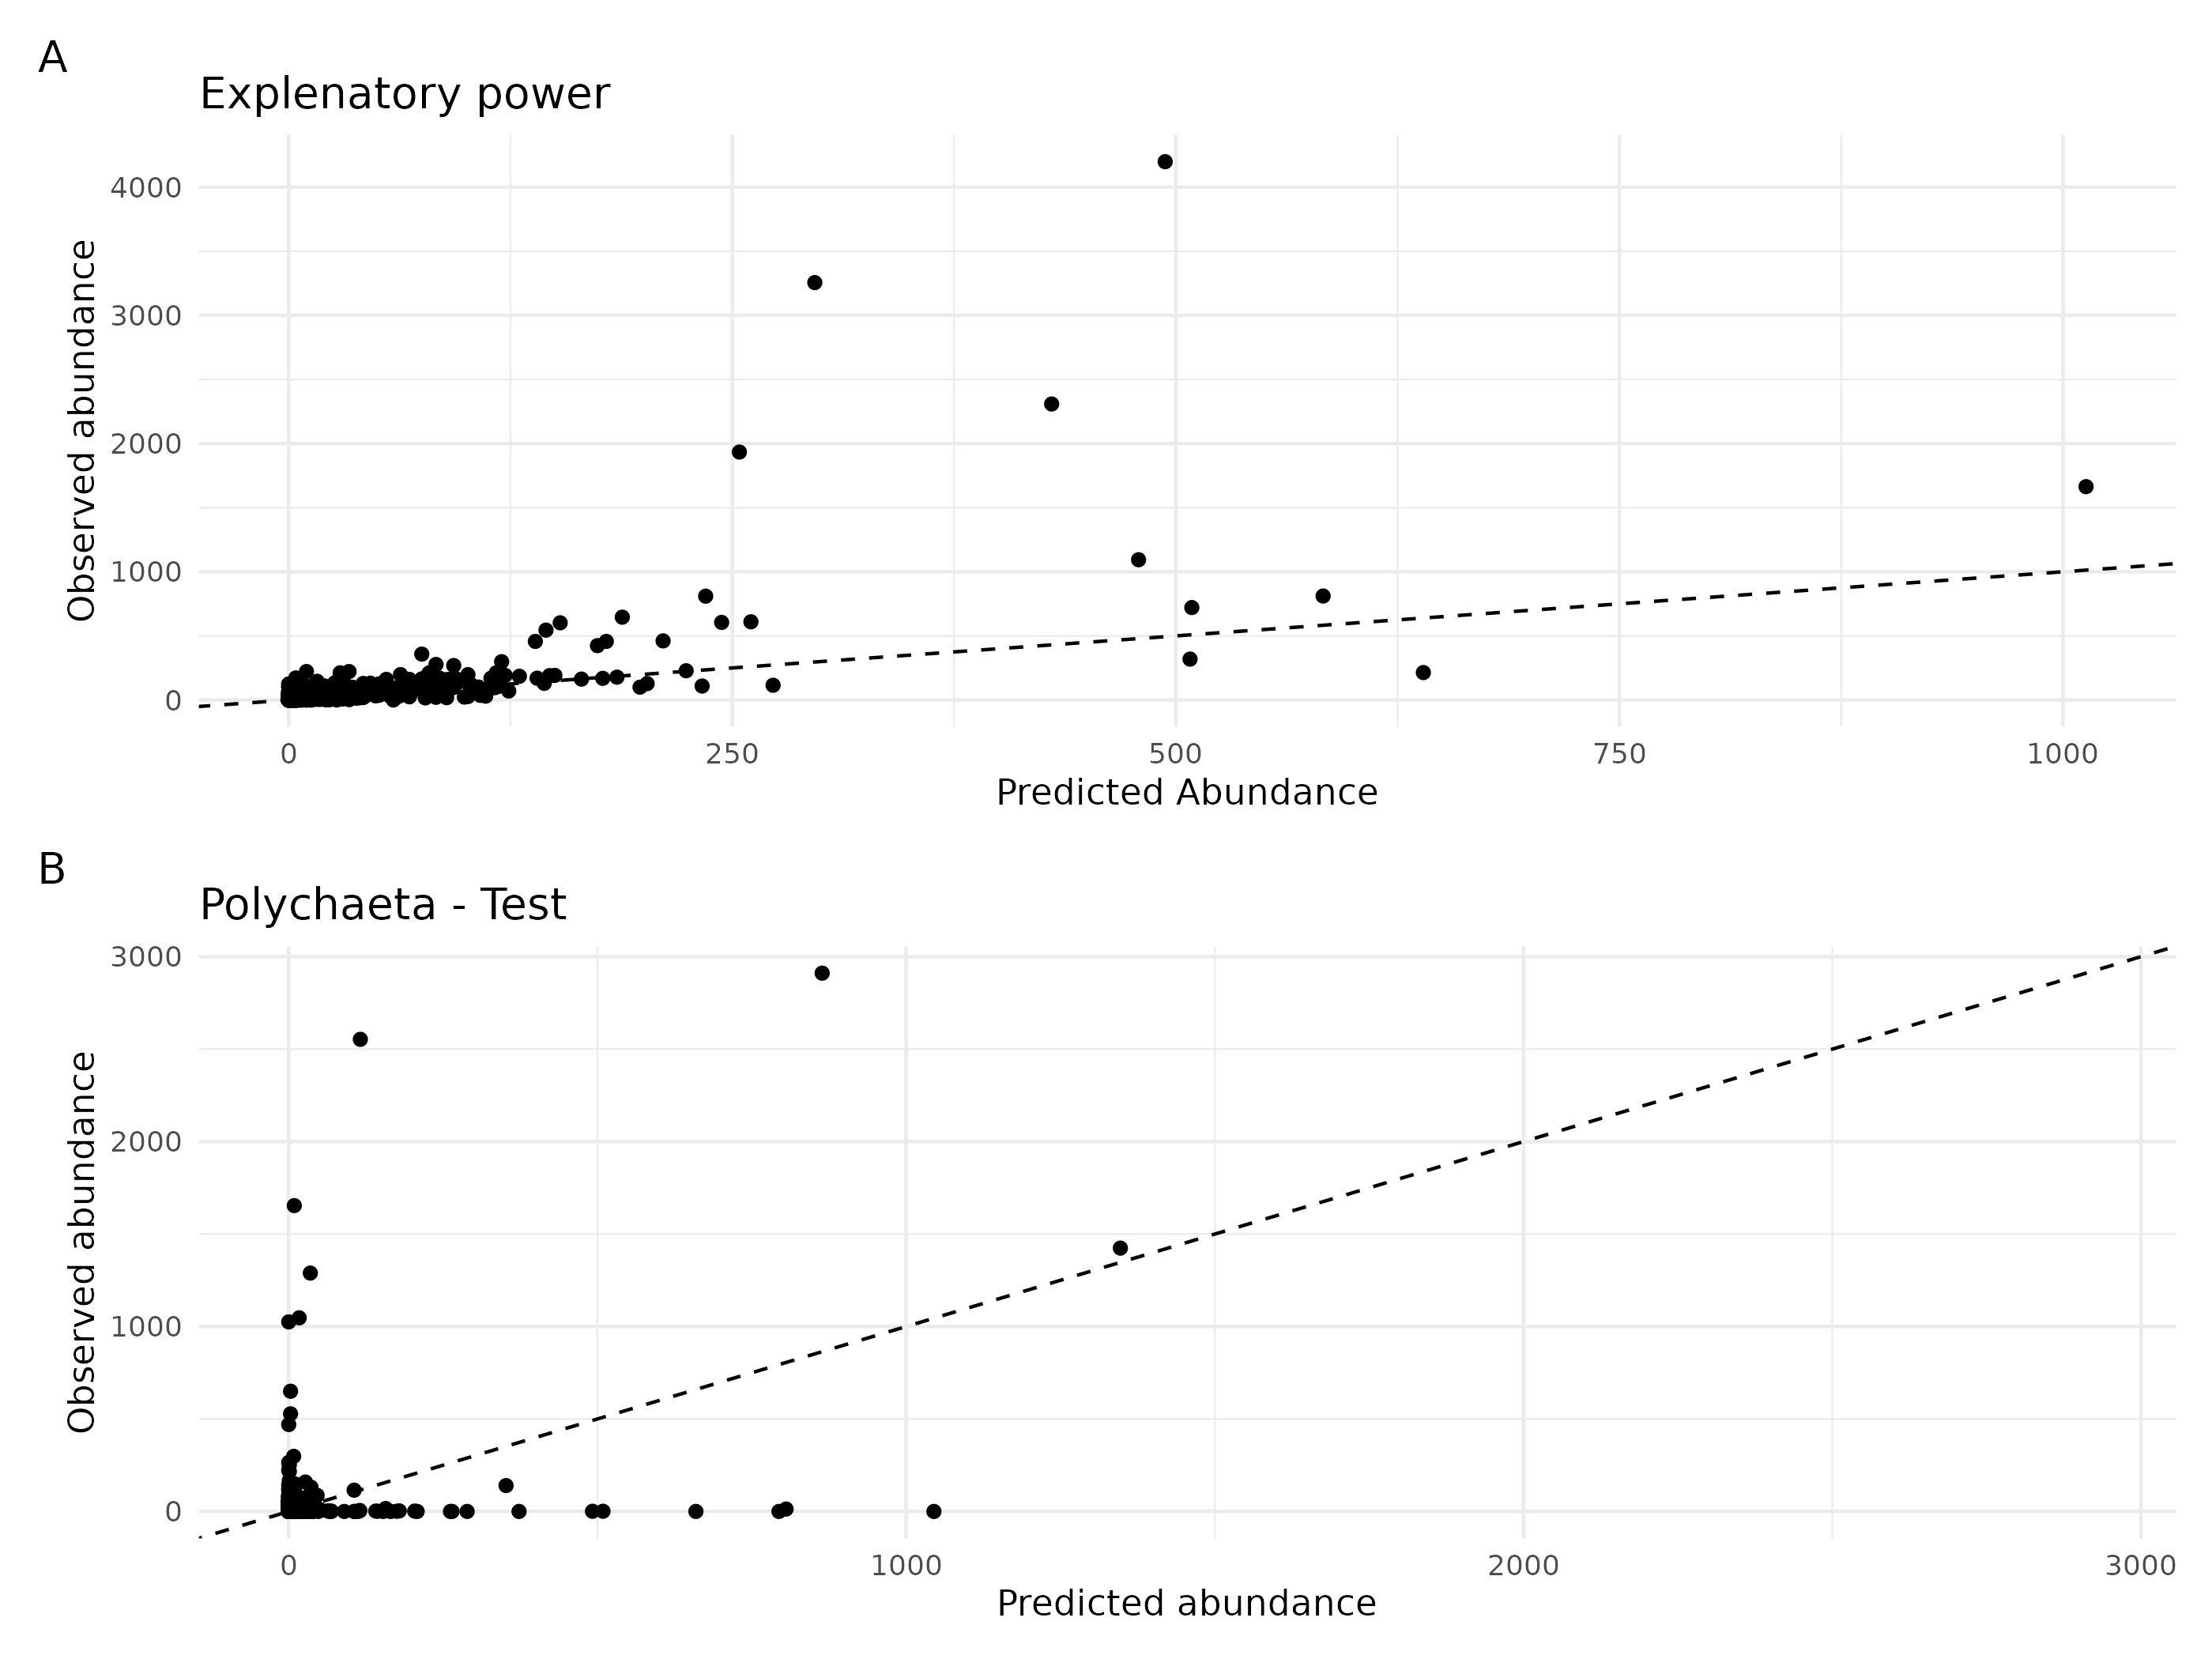 A
Explenatory power
4000
3000
2000
1000
0
Observed abundance
0 250 500 750 1000
Predicted Abundance
B
Polychaeta - Test
3000
2000
1000
0
Observed abundance
0 1000 2000 3000
Predicted abundance